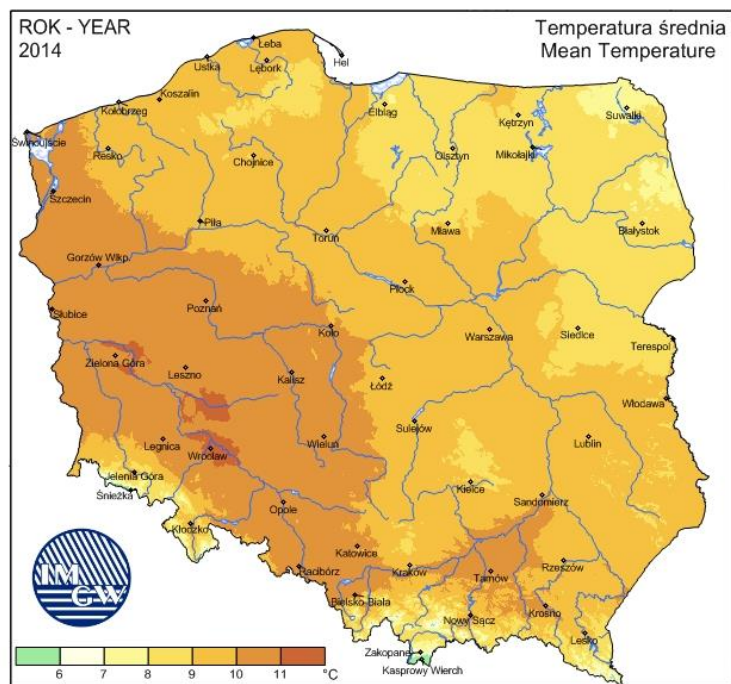 ROK - YEAR
2014
Temperatura średnia
Mean Temperature
Łeba
Ustka
Lębork
Hel
Koszalin
Kołobrzeg
Elbląg
Kętrzyn
Suwałki
Świnoujście
Resko
Chojnice
Olsztyn
Mikołajki
Szczecin
Piła
Toruń
Mława
Białystok
Gorzów Wlkp.
Płock
Słubice
Poznań
Koło
Warszawa
Siedlce
Terespol
Zielona Góra
Leszno
Kalisz
Łódź
Włodawa
Sulejów
Legnica
Wrocław
Wieluń
Lublin
Jelenia Góra
Śnieżka
Kielce
Sandomierz
Opole
Kłodzko
Katowice
Kraków
Racibórz
Tarnów
Rzeszów
Bielsko Biała
Nowy Sącz
Krosno
Lesko
Zakopane
Kasprowy Wierch
IM
GW
6 7 8 9 10 11 °C